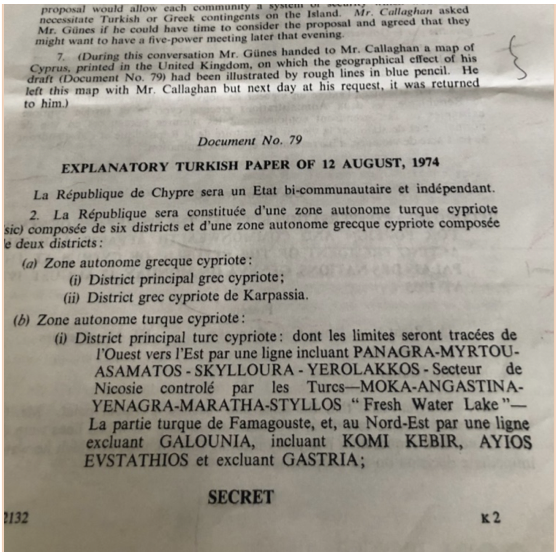 proposal would allow each community a system of
necessitate Turkish or Greek contingents on the Island. Mr. Callaghan asked
Mr. Günes if he could have time to consider the proposal and agreed that they
might want to have a five-power meeting later that evening.
7. (During this conversation Mr. Günes handed to Mr. Callaghan a map of
Cyprus, printed in the United Kingdom, on which the geographical effect of his
draft (Document No. 79) had been illustrated by rough lines in blue pencil. He
left this map with Mr. Callaghan but next day at his request, it was returned
to him.)
Document No. 79
EXPLANATORY TURKISH PAPER OF 12 AUGUST, 1974
La République de Chypre sera un Etat bi-communautaire et indépendant.
2. La République sera constituée d'une zone autonome turque cypriote
sic) composée de six districts et d'une zone autonome grecque cypriote composée
e deux districts:
(a) Zone autonome grecque cypriote:
(i) District principal grec cypriote;
(ii) District grec cypriote de Karpassia.
(b) Zone autonome turque cypriote:
(i) District principal turc cypriote: dont les limites seront tracées de
l'Ouest vers l'Est par une ligne incluant PANAGRA-MYRTOU-
ASAMATOS - SKYLLOURA - YEROLAKKOS - Secteur de
Nicosie controlé par les Turcs—MOKA-ANGASTINA-
YENAGRA-MARATHA-STYLLOS "Fresh Water Lake"—
La partie turque de Famagouste, et, au Nord-Est par une ligne
excluant GALOUNIA, incluant KOMI KEBIR, AYIOS
EVSTATHIOS et excluant GASTRIA;
SECRET
2132
K 2